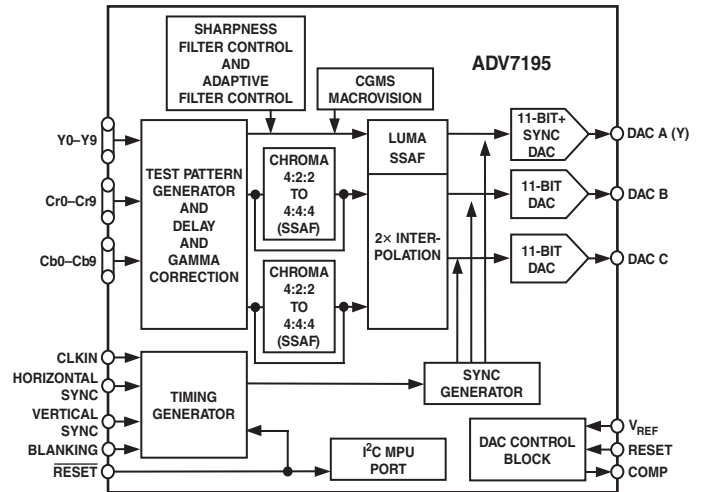 SHARPNESS
FILTER CONTROL
AND
ADAPTIVE
FILTER CONTROL
CGMS
MACROVISION
ADV7195
Y0–Y9
Cr0–Cr9
Cb0–Cb9
TEST PATTERN
GENERATOR
AND
DELAY
AND
GAMMA
CORRECTION
CHROMA
4:2:2
TO
4:4:4
(SSAF)
CHROMA
4:2:2
TO
4:4:4
(SSAF)
LUMA
SSAF
2× INTER-
POLATION
11-BIT+
SYNC
DAC
DAC A (Y)
11-BIT
DAC
DAC B
11-BIT
DAC
DAC C
CLKIN
HORIZONTAL
SYNC
VERTICAL
SYNC
BLANKING
RESET
TIMING
GENERATOR
SYNC
GENERATOR
I2C MPU
PORT
DAC CONTROL
BLOCK
VREF
RESET
COMP